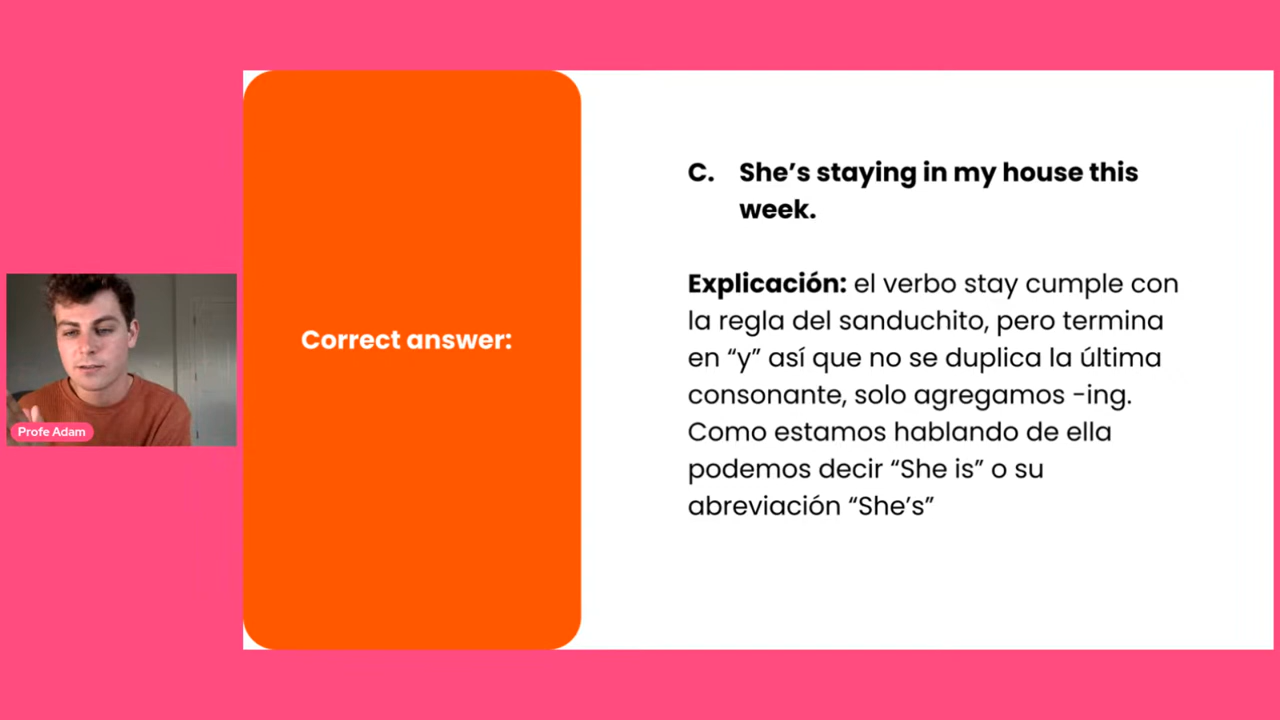 C. She’s staying in my house this
week.
Explicación: el verbo stay cumple con
la regla del sanduchito, pero termina
en “y” así que no se duplica la última
consonante, solo agregamos -ing.
Como estamos hablando de ella
podemos decir “She is” o su
abreviación “She’s”
Correct answer:
Profe Adam